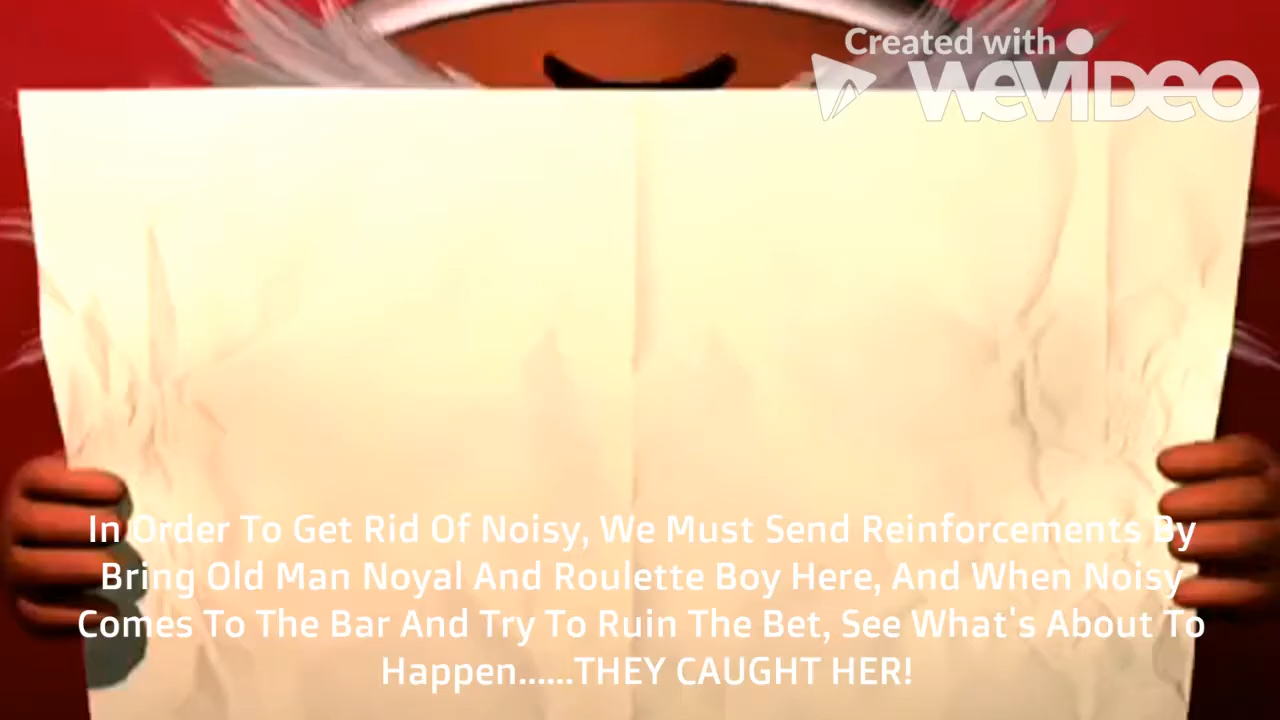 Created with
WEVIDEO
In Order To Get Rid Of Noisy, We Must Send Reinforcements By
Bring Old Man Noyal And Roulette Boy Here, And When Noisy
Comes To The Bar And Try To Ruin The Bet, See What's About To
Happen......THEY CAUGHT HER!